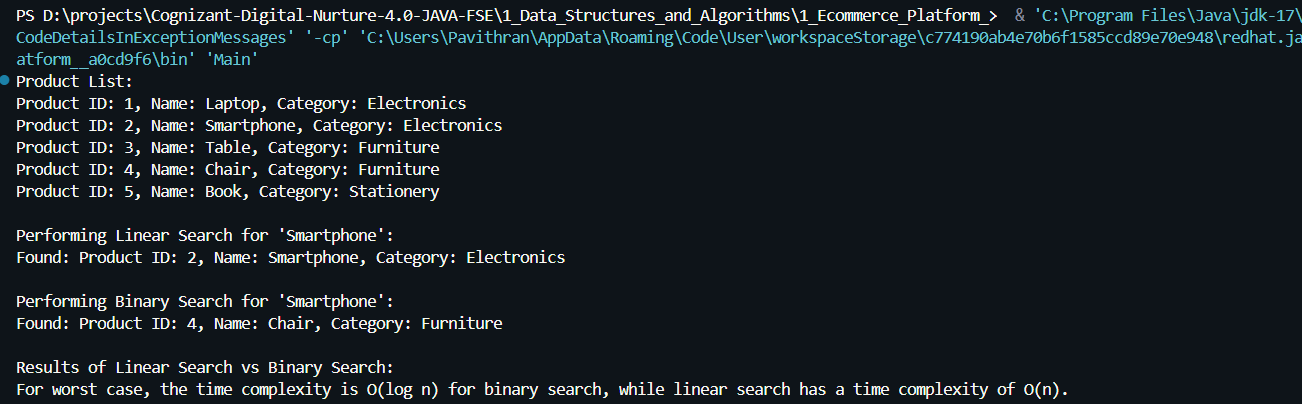 PS D:\projects\Cognizant-Digital-Nurture-4.0-JAVA-FSE\1_Data_Structures_and_Algorithms\1_Ecommerce_Platform_>  & 'C:\Program Files\Java\jdk-17\
CodeDetailsInExceptionMessages' '-cp' 'C:\Users\Pavithran\AppData\Roaming\Code\User\workspaceStorage\c774190ab4e70b6f1585ccd89e70e948\redhat.ja
atform__a0cd9f6\bin' 'Main'
Product List:
Product ID: 1, Name: Laptop, Category: Electronics
Product ID: 2, Name: Smartphone, Category: Electronics
Product ID: 3, Name: Table, Category: Furniture
Product ID: 4, Name: Chair, Category: Furniture
Product ID: 5, Name: Book, Category: Stationery

Performing Linear Search for 'Smartphone':
Found: Product ID: 2, Name: Smartphone, Category: Electronics

Performing Binary Search for 'Smartphone':
Found: Product ID: 4, Name: Chair, Category: Furniture

Results of Linear Search vs Binary Search:
For worst case, the time complexity is O(log n) for binary search, while linear search has a time complexity of O(n).